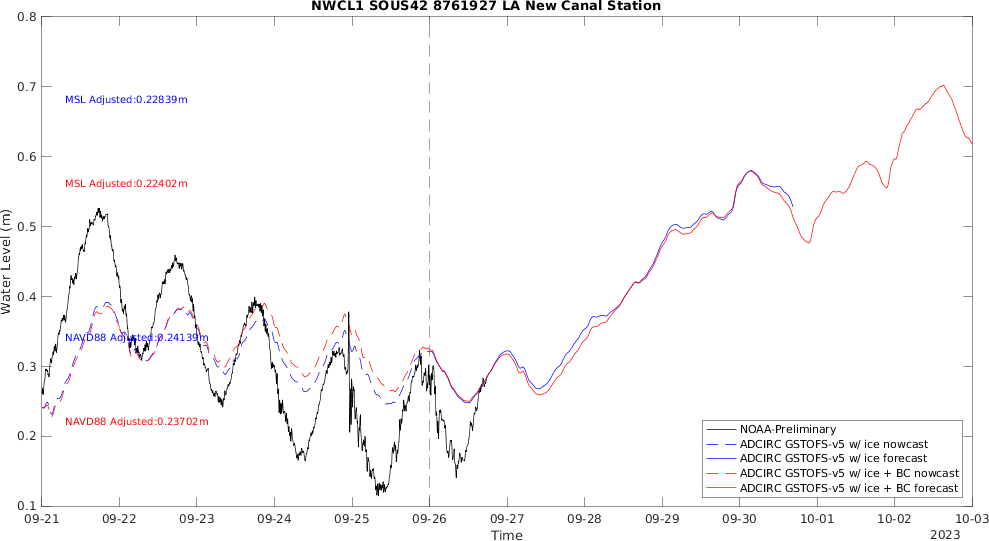 NWCL1 SOUS42 8761927 LA New Canal Station
0.8
0.7
0.6
0.5
0.4
0.3
0.2
0.1
Water Level (m)
MSL Adjusted:0.22839m
MSL Adjusted:0.22402m
NAVD88 Adjusted:0.24139m
NAVD88 Adjusted:0.23702m
NOAA-Preliminary
ADCIRC GSTOFS-v5 w/ ice nowcast
ADCIRC GSTOFS-v5 w/ ice forecast
ADCIRC GSTOFS-v5 w/ ice + BC nowcast
ADCIRC GSTOFS-v5 w/ ice + BC forecast
09-21 09-22 09-23 09-24 09-25 09-26 09-27 09-28 09-29 09-30 10-01 10-02 10-03
Time
2023